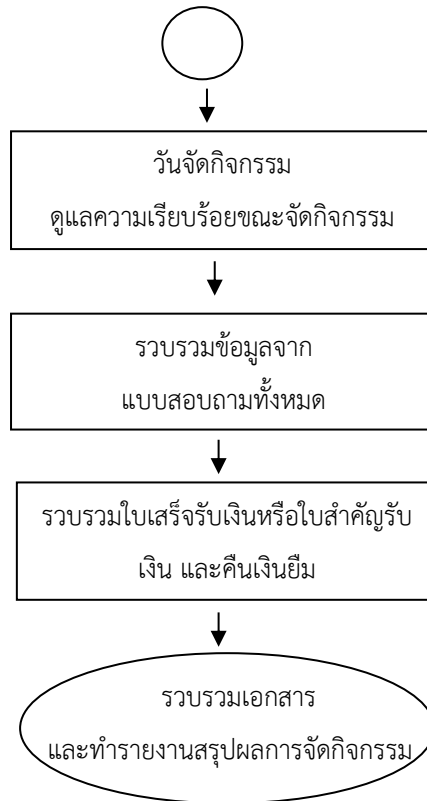 วันจัดกิจกรรม
ดูแลความเรียบร้อยขณะจัดกิจกรรม
รวบรวมข้อมูลจาก
แบบสอบถามทั้งหมด
รวบรวมใบเสร็จรับเงินหรือใบสำคัญรับ
เงิน และคืนเงินยืม
รวบรวมเอกสาร
และทำรายงานสรุปผลการจัดกิจกรรม